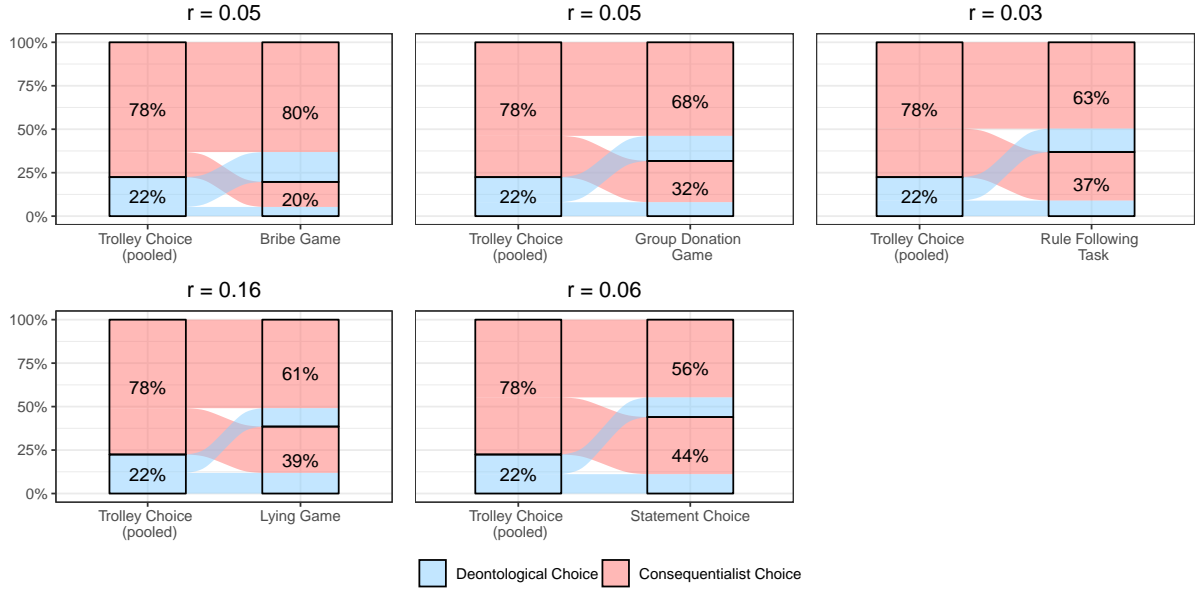 r = 0.05
r = 0.05
r = 0.03
100%
75%
50%
25%
0%
78%
22%
80%
20%
78%
22%
68%
32%
78%
22%
63%
37%
Trolley Choice
(pooled)
Bribe Game
Trolley Choice
(pooled)
Group Donation
Game
Trolley Choice
(pooled)
Rule Following
Task
r = 0.16
r = 0.06
100%
75%
50%
25%
0%
78%
22%
61%
39%
78%
22%
56%
44%
Trolley Choice
(pooled)
Lying Game
Trolley Choice
(pooled)
Statement Choice
Deontological Choice
Consequentialist Choice